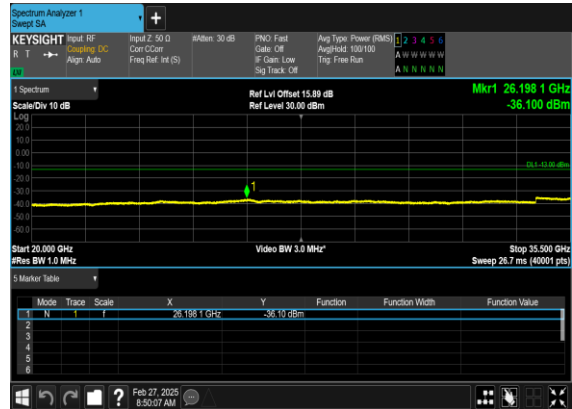 Spectrum Analyzer 1
Swept SA
+
KEYSIGHT Input: RF Input Z: 50 Ω #Atten: 30 dB PNO: Fast Avg Type: Power (RMS) 1 2 3 4 5 6
R T Coupling: DC Corr CCorr Gate: Off Avg|Hold: 100/100 A W W W W W
Align: Auto Freq Ref: Int (S) IF Gain: Low Trig: Free Run
LXI Sig Track: Off A N N N N N
1 Spectrum Ref Lvl Offset 15.89 dB Mkr1 26.198 1 GHz
Scale/Div 10 dB Ref Level 30.00 dBm -36.100 dBm
Log
20.0
10.0
0.00
-10.0
DL1 -13.00 dBm
-20.0
-30.0
1
-40.0
-50.0
-60.0
Start 20.000 GHz Video BW 3.0 MHz* Stop 35.500 GHz
#Res BW 1.0 MHz Sweep 26.7 ms (40001 pts)
5 Marker Table
Mode Trace Scale X Y Function Function Width Function Value
1 N 1 f 26.198 1 GHz -36.10 dBm
2
3
4
5
6
? Feb 27, 2025
8:50:07 AM